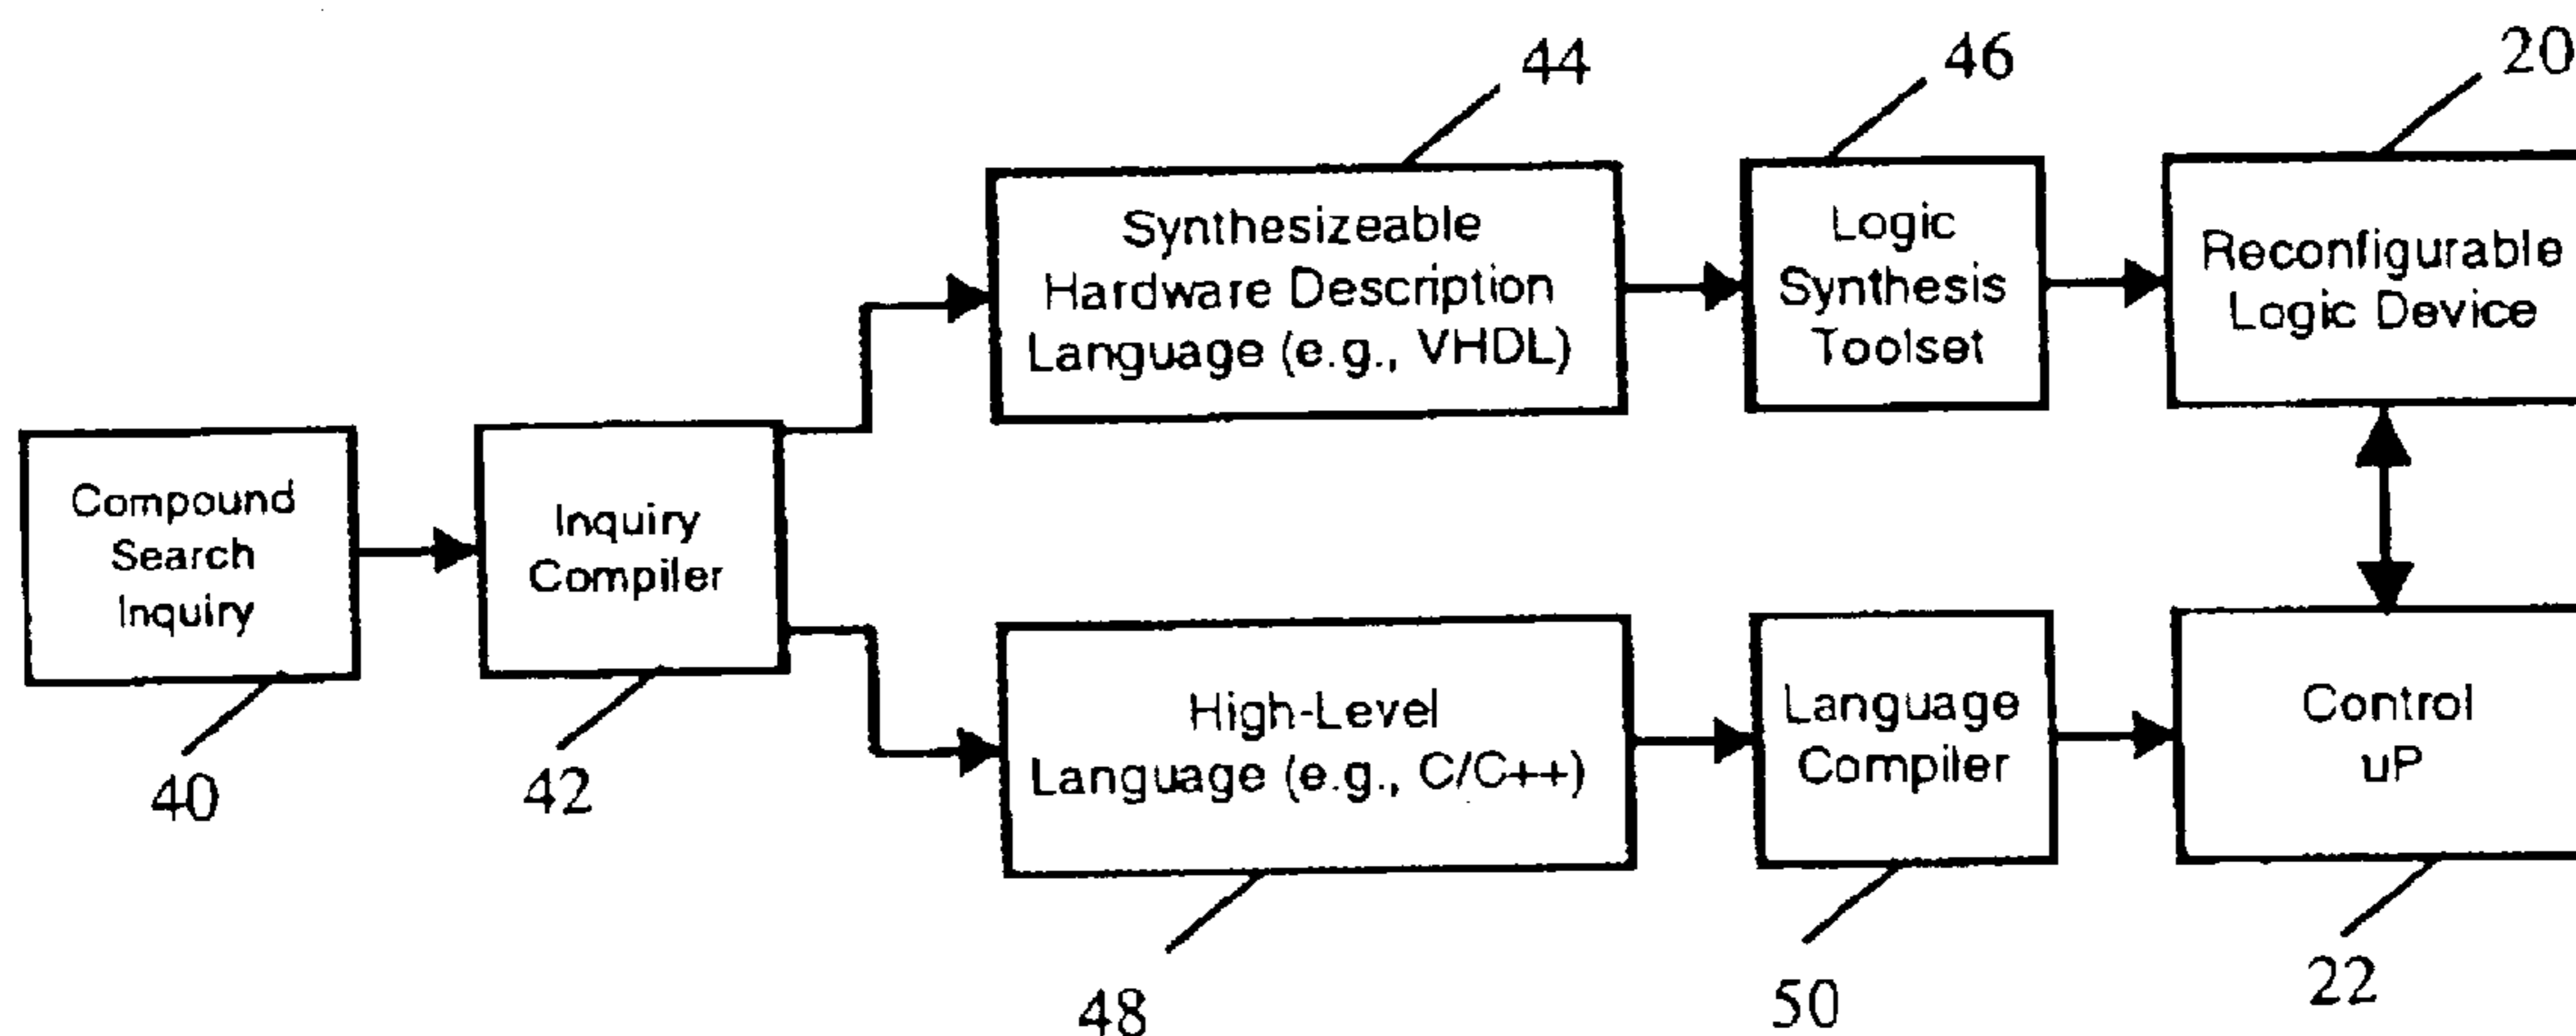 44
46
20
Synthesizeable
Hardware Description
Language (e.g., VHDL)
Logic
Synthesis
Toolset
Reconfigurable
Logic Device
Compound
Search
Inquiry
Inquiry
Compiler
High-Level
Language (e.g., C/C++)
Language
Compiler
Control
uP
40
42
48
50
22